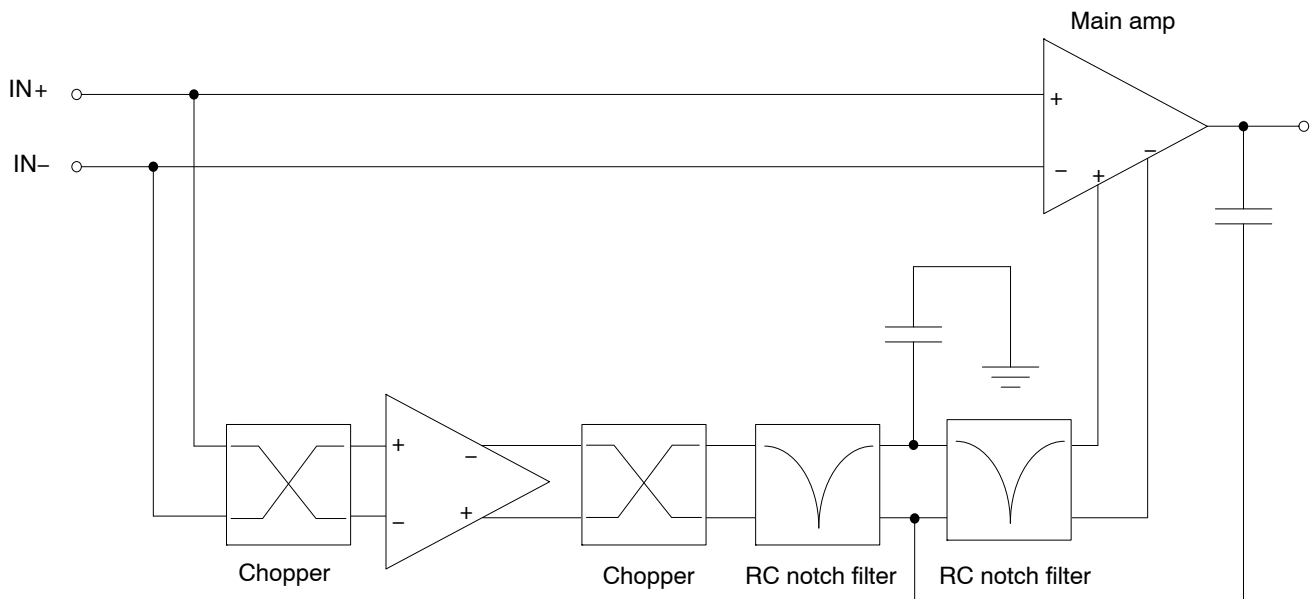 Main amp
IN+
+
–
IN–
–
+
+
–
–
+
Chopper
Chopper
RC notch filter
RC notch filter